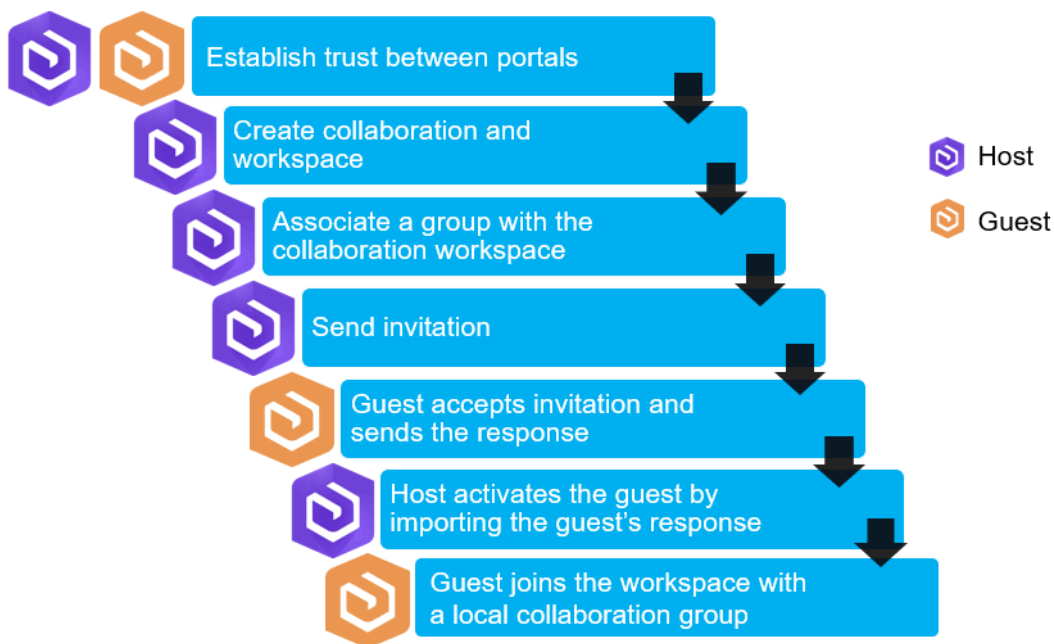 Establish trust between portals
Create collaboration and
workspace
Host
Associate a group with the
collaboration workspace
Guest
Send invitation
Guest accepts invitation and
sends the response
Host activates the guest by
importing the guest’s response
Guest joins the workspace with
a local collaboration group